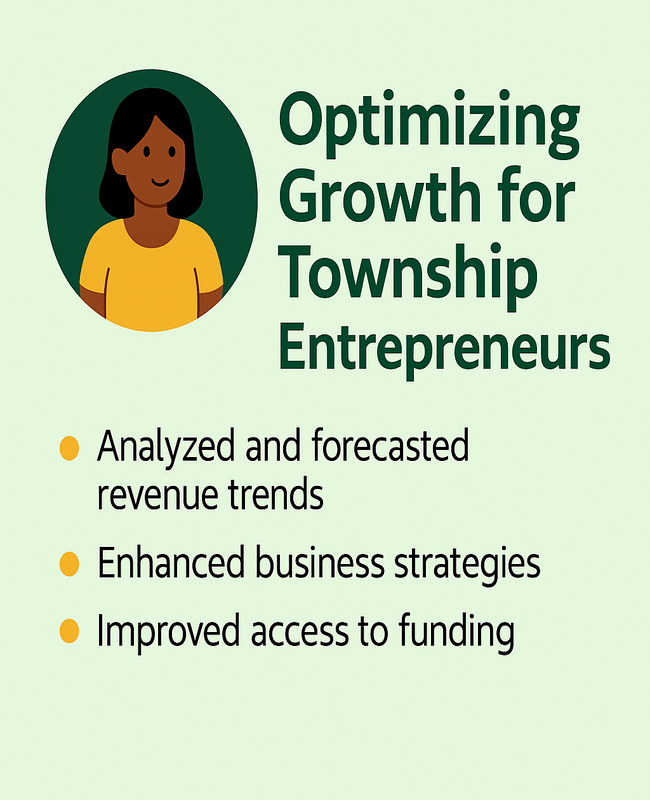 Optimizing
Growth for
Township
Entrepreneurs
Analyzed and forecasted
revenue trends
Enhanced business strategies
Improved access to funding